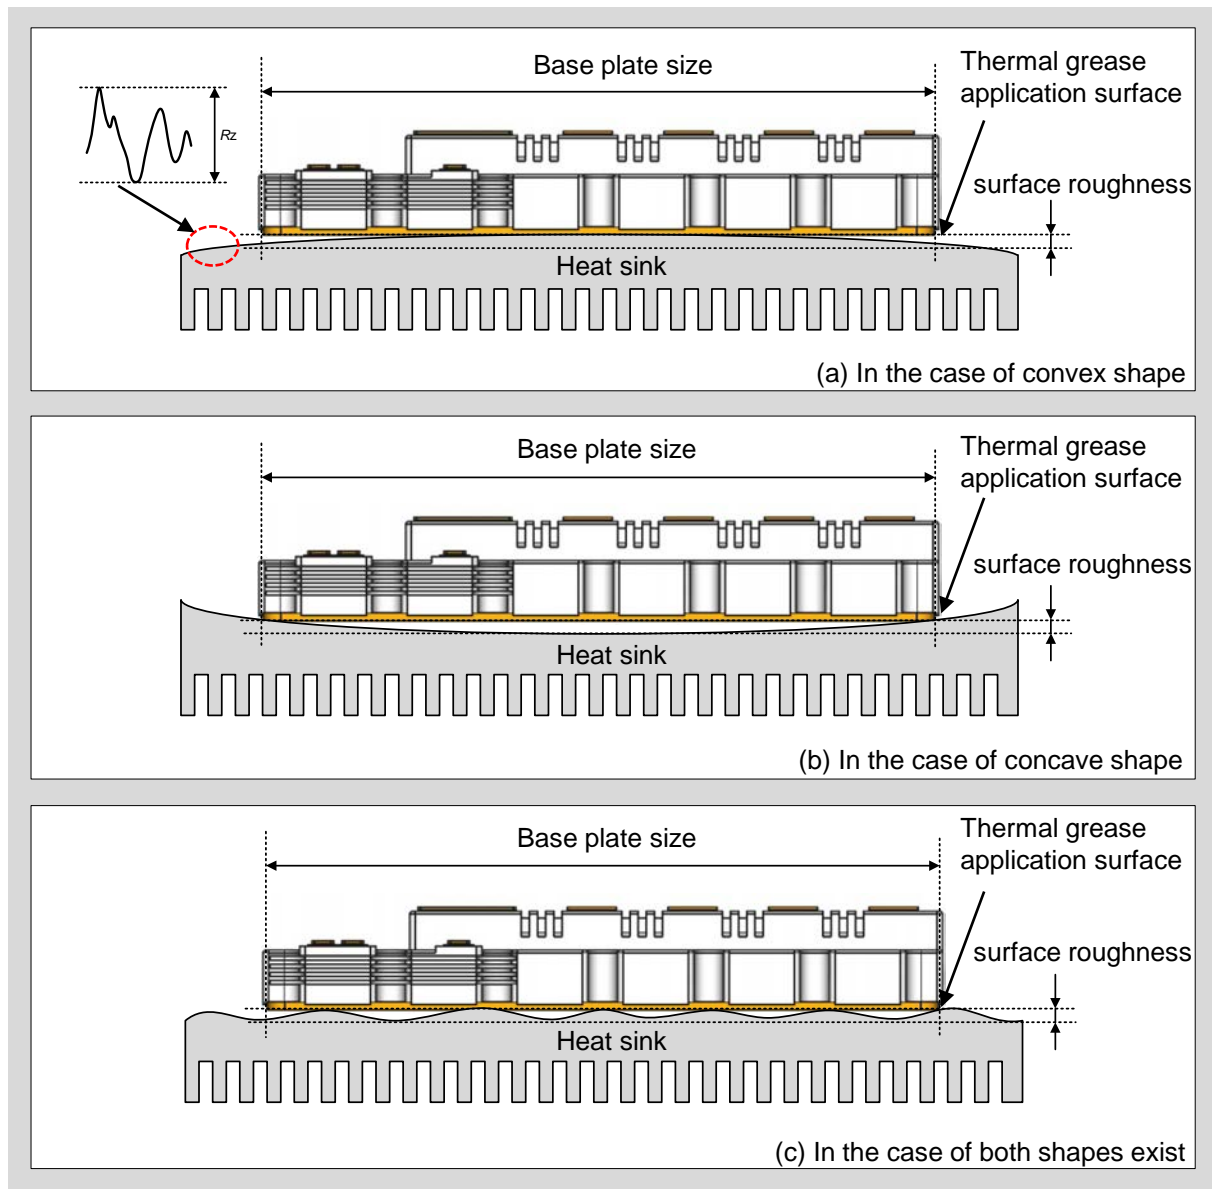 Base plate size
Thermal grease
application surface
Rz
surface roughness
Heat sink
(a) In the case of convex shape
Base plate size
Thermal grease
application surface
surface roughness
Heat sink
(b) In the case of concave shape
Base plate size
Thermal grease
application surface
surface roughness
Heat sink
(c) In the case of both shapes exist